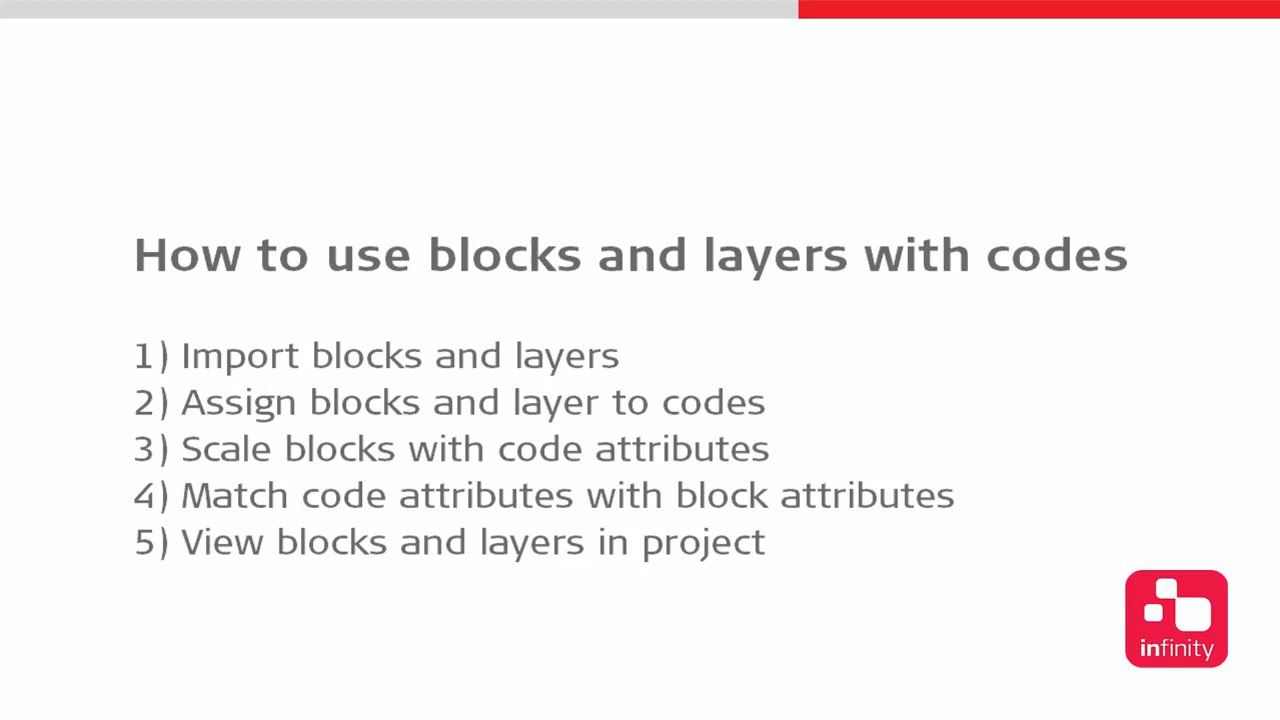 How to use blocks and layers with codes
1) Import blocks and layers
2) Assign blocks and layer to codes
3) Scale blocks with code attributes
4) Match code attributes with block attributes
5) View blocks and layers in project
infinity